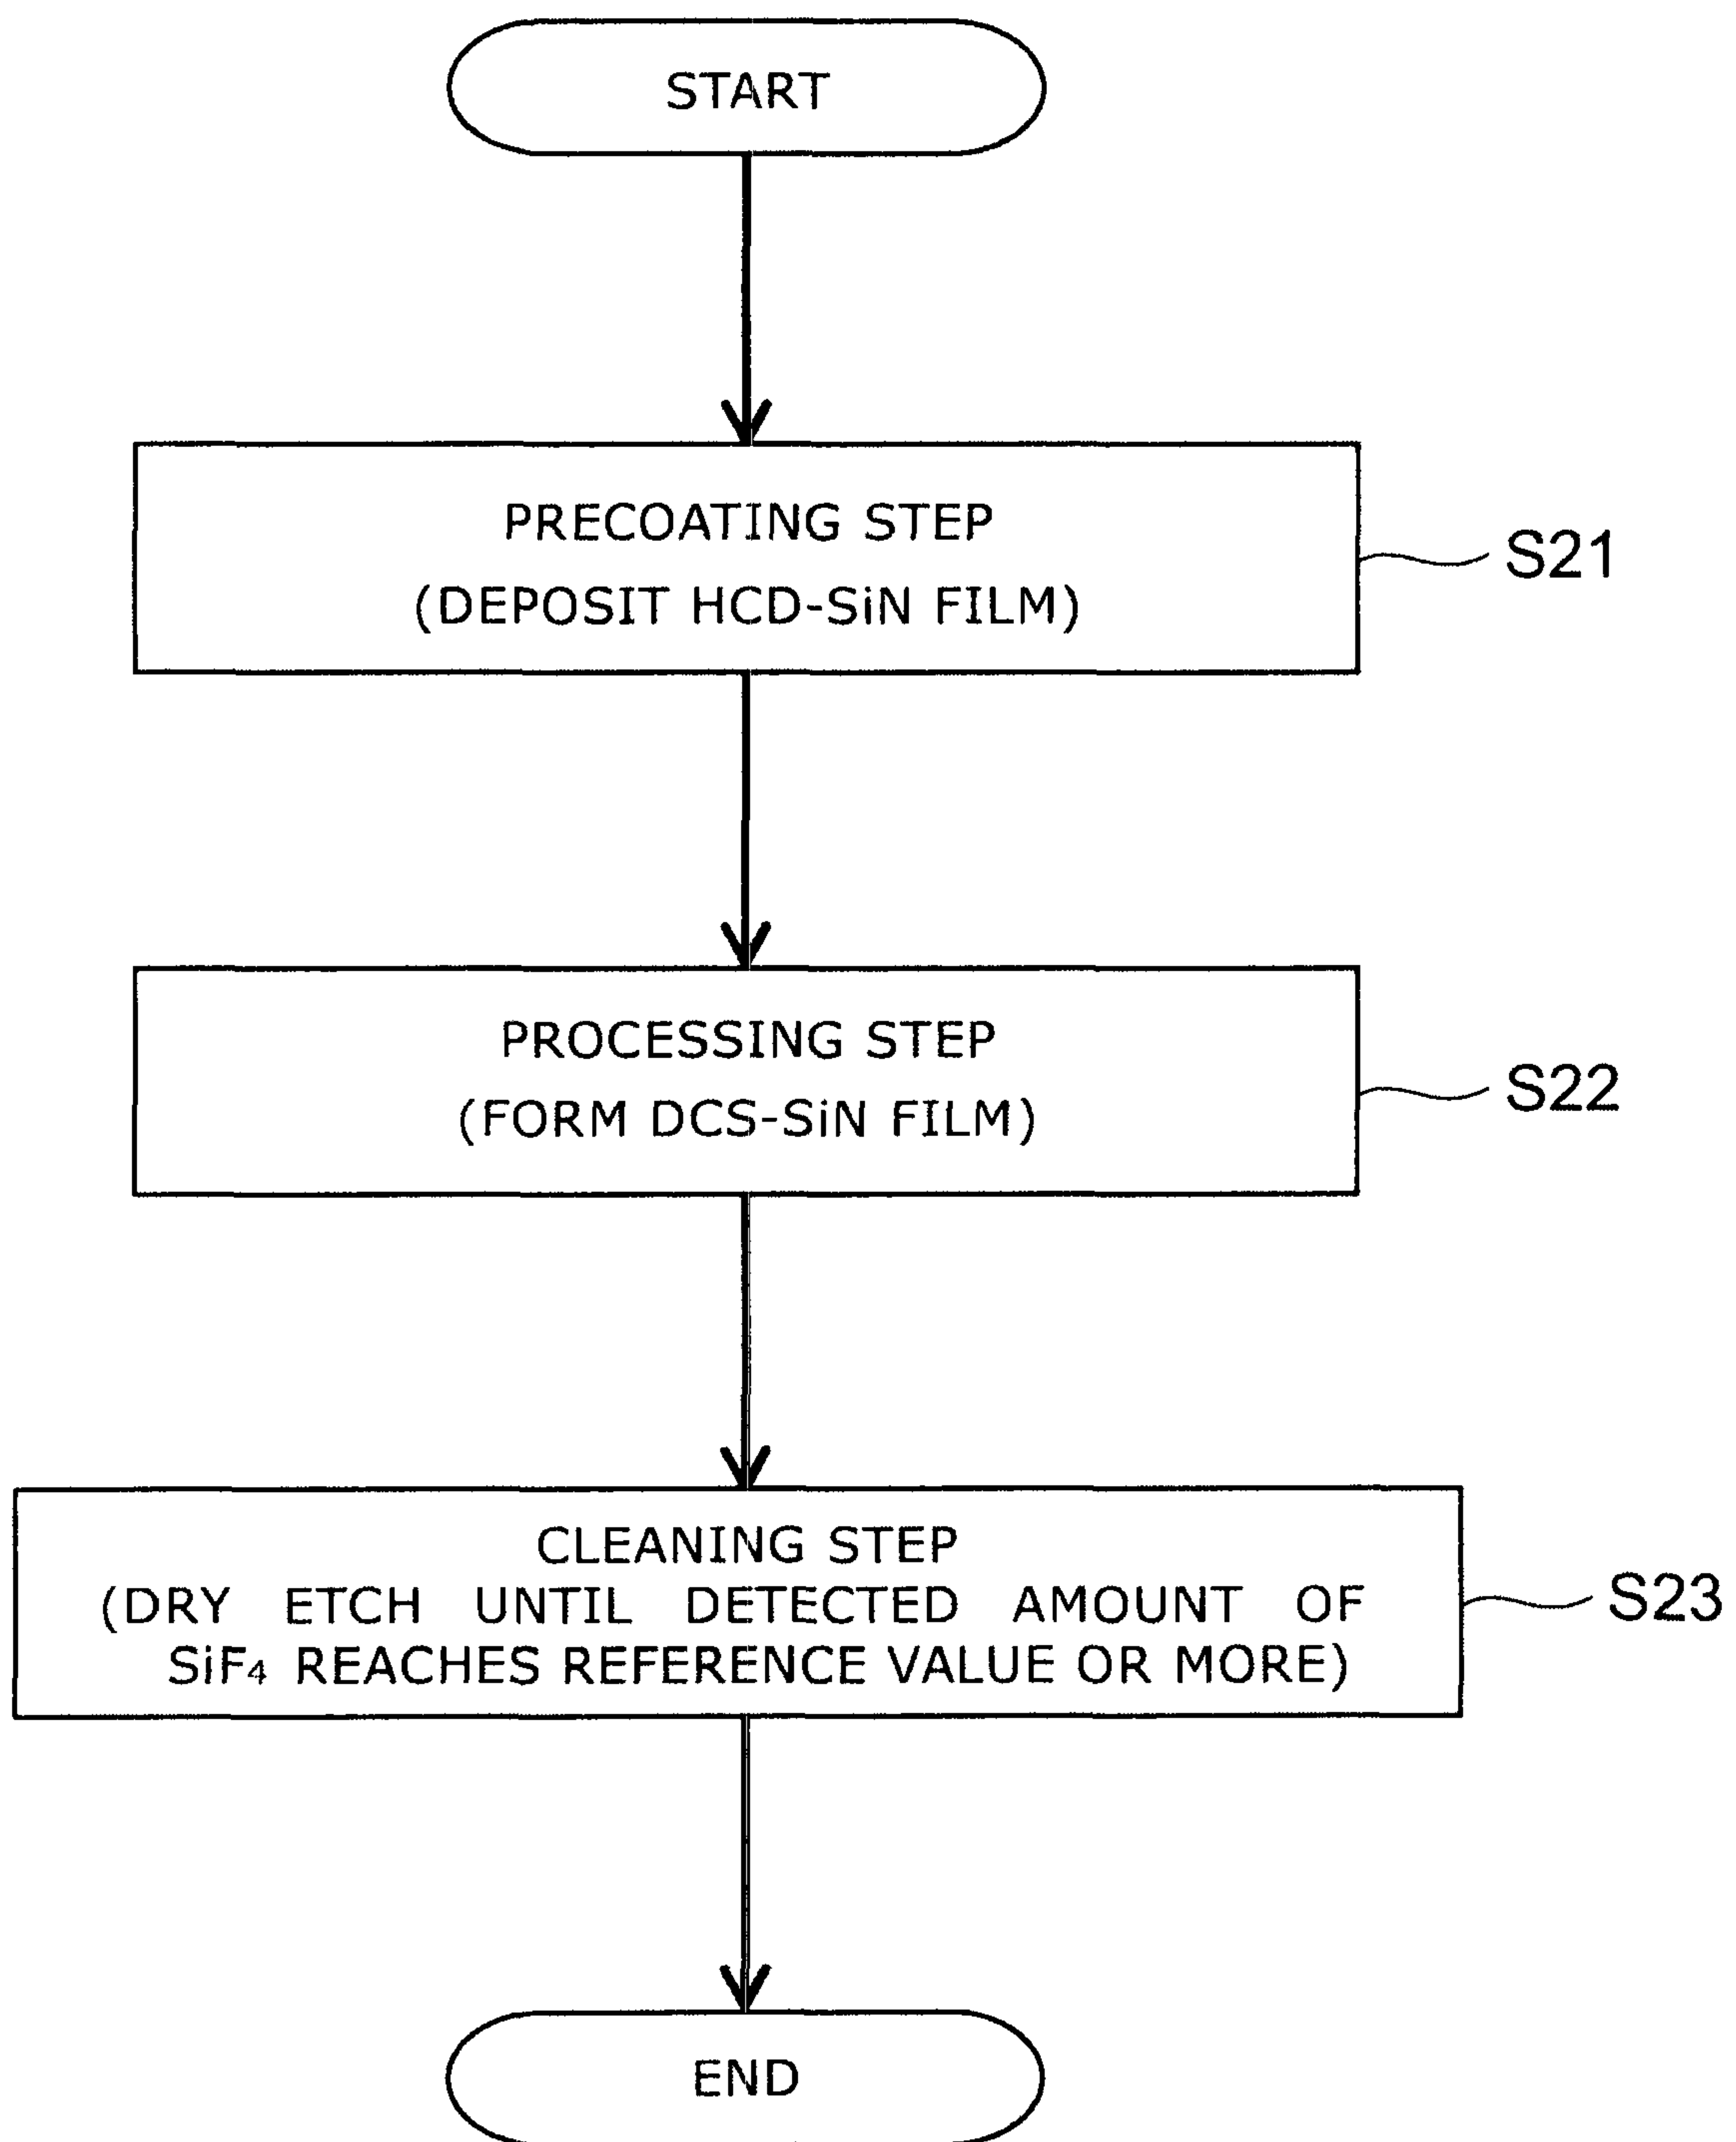 START
PRECOATING STEP
(DEPOSIT HCD-SiN FILM)
S21
PROCESSING STEP
(FORM DCS-SiN FILM)
S22
CLEANING STEP
(DRY ETCH UNTIL DETECTED AMOUNT OF
SiF₄ REACHES REFERENCE VALUE OR MORE)
S23
END